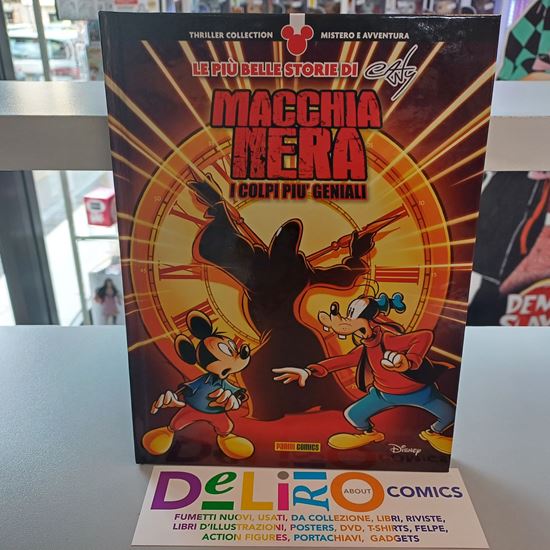 THRILLER COLLECTION MISTERO E AVVENTURA
LE PIÙ BELLE STORIE DI
MACCHIA
NERA
I COLPI PIU' GENIALI
PANINI COMICS
Disney
DeLiRiO ABOUT COMICS
FUMETTI NUOVI, USATI, DA COLLEZIONE, LIBRI, RIVISTE,
LIBRI D'ILLUSTRAZIONI, POSTERS, DVD, T-SHIRTS, FELPE,
ACTION FIGURES, PORTACHIAVI, GADGETS